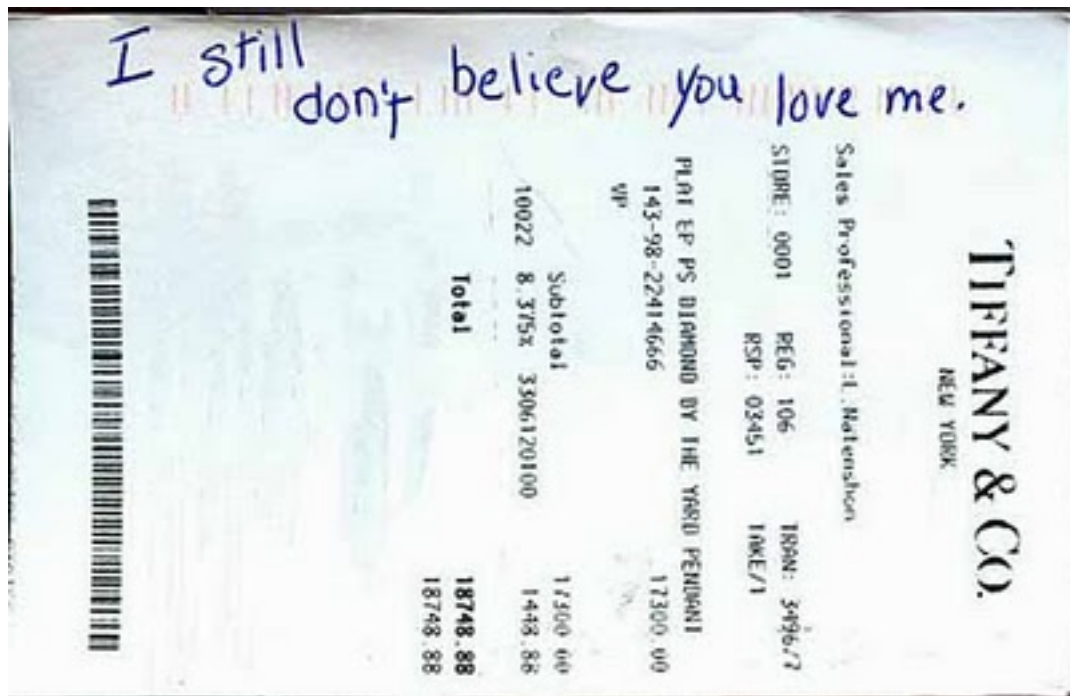 I still don't believe you love me.
TIFFANY & CO.
NEW YORK
Sales Professional:L. Natenshon
STORE: 0001 REG: 106 TRAN: 3496/7
RSP: 03451 TAKE/1
PLAT EP PS DIAMOND BY THE YARD PENDANT
143-98-22414666 17300.00
VP
Subtotal 17300.00
10022 8.375% 3306120100 1448.88
Total 18748.88
18748.88